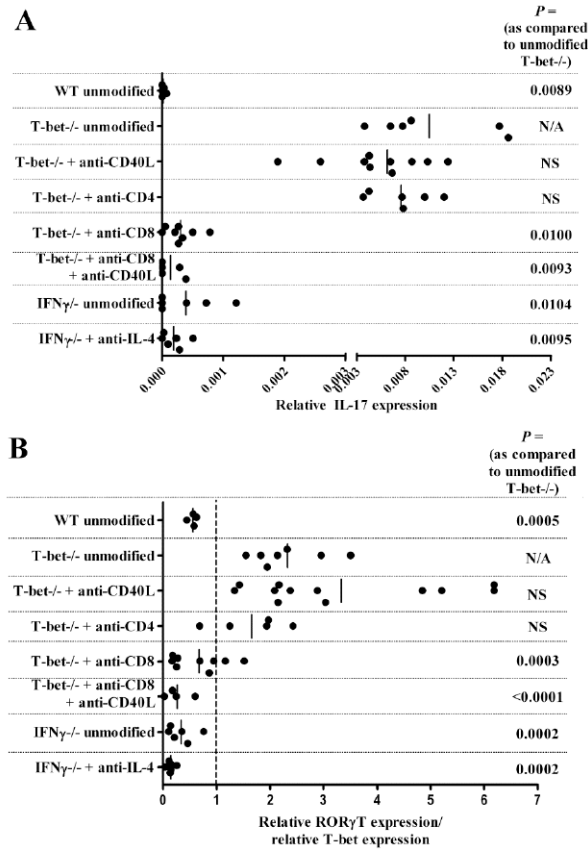 A
P =
(as compared
to unmodified
T-bet-/-)
WT unmodified 0.0089
T-bet-/- unmodified N/A
T-bet-/- + anti-CD40L NS
T-bet-/- + anti-CD4 NS
T-bet-/- + anti-CD8 0.0100
T-bet-/- + anti-CD8
+ anti-CD40L 0.0093
IFNγ-/- unmodified 0.0104
IFNγ-/- + anti-IL-4 0.0095
0.000 0.001 0.002 0.003 0.003 0.008 0.013 0.018 0.023
Relative IL-17 expression
B
P =
(as compared
to unmodified
T-bet-/-)
WT unmodified 0.0005
T-bet-/- unmodified N/A
T-bet-/- + anti-CD40L NS
T-bet-/- + anti-CD4 NS
T-bet-/- + anti-CD8 0.0003
T-bet-/- + anti-CD8
+ anti-CD40L <0.0001
IFNγ-/- unmodified 0.0002
IFNγ-/- + anti-IL-4 0.0002
0 1 2 3 4 5 6 7
Relative RORγT expression/
relative T-bet expression